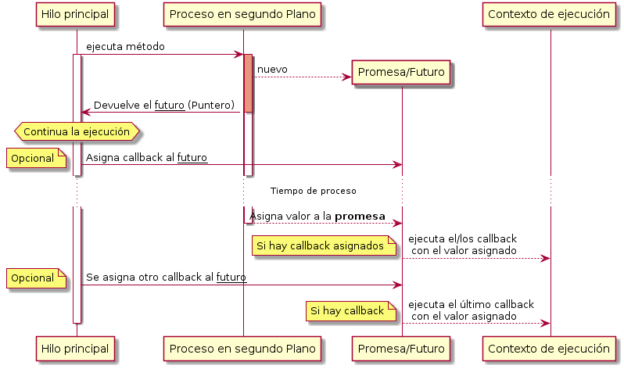 Hilo principal
Proceso en segundo Plano
Contexto de ejecución
ejecuta método
nuevo
Promesa/Futuro
Devuelve el futuro (Puntero)
Continua la ejecución
Opcional
Asigna callback al futuro
Tiempo de proceso
Asigna valor a la promesa
Si hay callback asignados
ejecuta el/los callback
con el valor asignado
Opcional
Se asigna otro callback al futuro
Si hay callback
ejecuta el último callback
con el valor asignado
Hilo principal
Proceso en segundo Plano
Promesa/Futuro
Contexto de ejecución